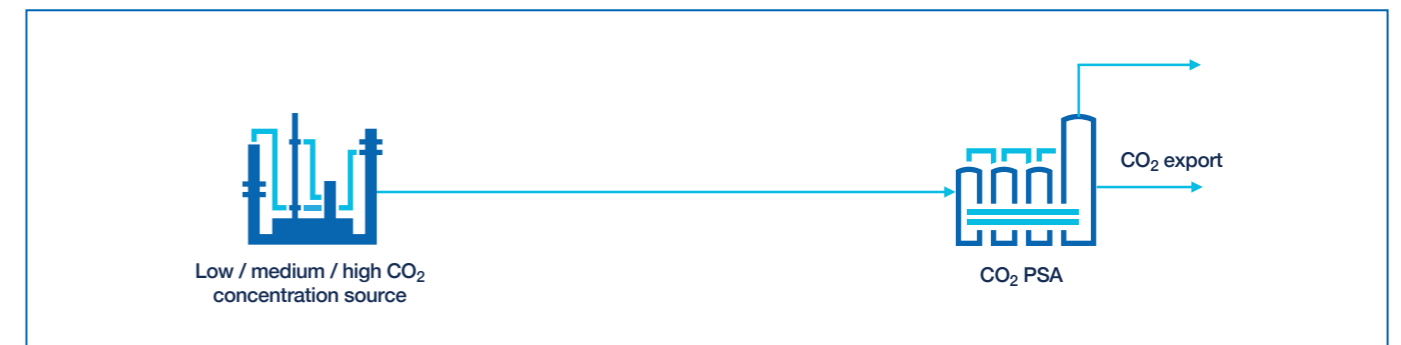 CO₂ export
Low / medium / high CO₂
concentration source
CO₂ PSA